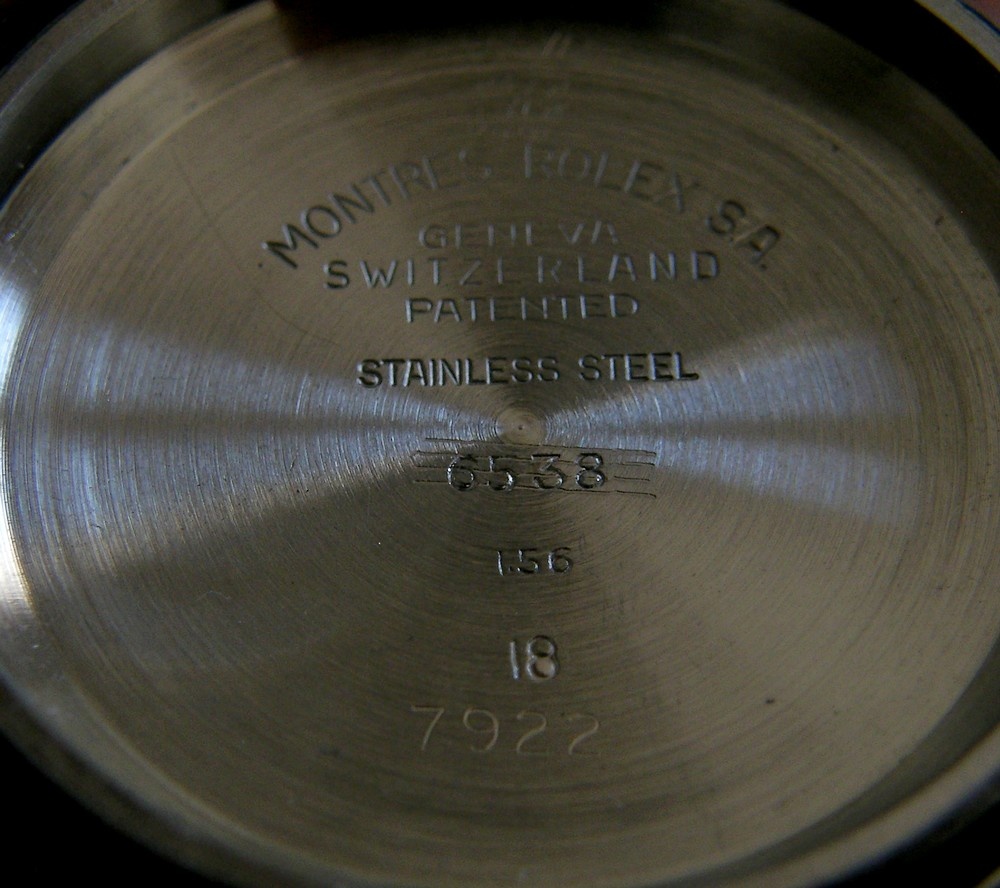 MONTRES ROLEX S.A.
GENEVA
SWITZERLAND
PATENTED
STAINLESS STEEL
6538
1.56
18
7922